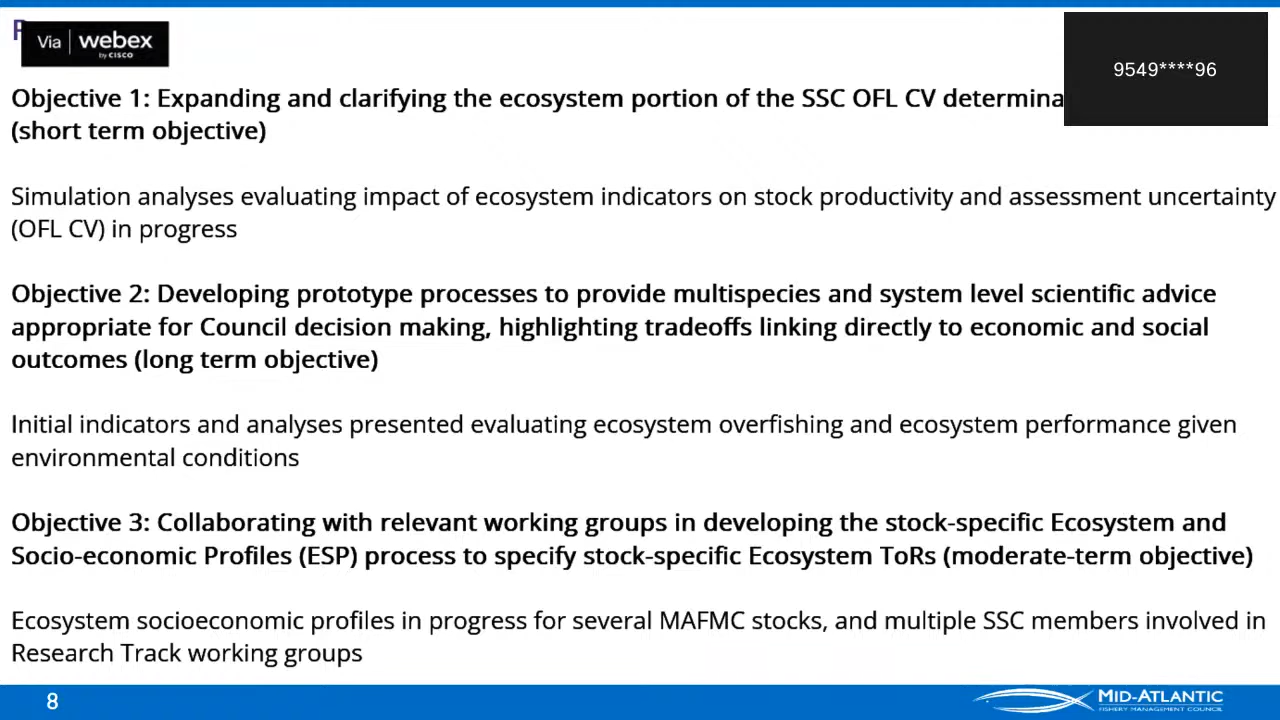 Via webex
by CISCO
9549****96
Objective 1: Expanding and clarifying the ecosystem portion of the SSC OFL CV
(short term objective)
Simulation analyses evaluating impact of ecosystem indicators on stock productivity and assessment uncertainty
(OFL CV) in progress
Objective 2: Developing prototype processes to provide multispecies and system level scientific advice
appropriate for Council decision making, highlighting tradeoffs linking directly to economic and social
outcomes (long term objective)
Initial indicators and analyses presented evaluating ecosystem overfishing and ecosystem performance given
environmental conditions
Objective 3: Collaborating with relevant working groups in developing the stock-specific Ecosystem and
Socio-economic Profiles (ESP) process to specify stock-specific Ecosystem ToRs (moderate-term objective)
Ecosystem socioeconomic profiles in progress for several MAFMC stocks, and multiple SSC members involved in
Research Track working groups
8
MID-ATLANTIC
FISHERY MANAGEMENT COUNCIL